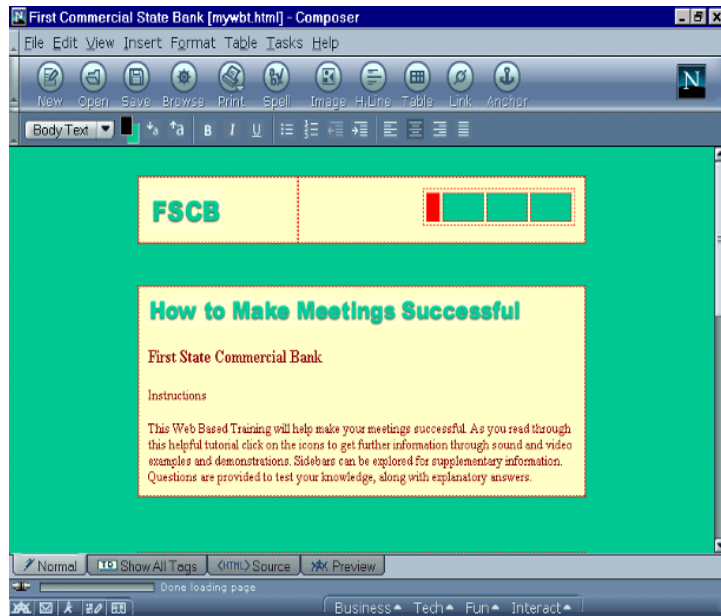 N First Commercial State Bank [mywbt.html] - Composer
File Edit View Insert Format Table Tasks Help
New Open Save Browse Print Spell Image H.Line Table Link Anchor
N
Body Text a a B I U
FSCB
How to Make Meetings Successful
First State Commercial Bank
Instructions
This Web Based Training will help make your meetings successful. As you read through
this helpful tutorial click on the icons to get further information through sound and video
examples and demonstrations. Sidebars can be explored for supplementary information.
Questions are provided to test your knowledge, along with explanatory answers.
Normal TD Show All Tags <HTML> Source Preview
Done loading page
Business Tech Fun Interact